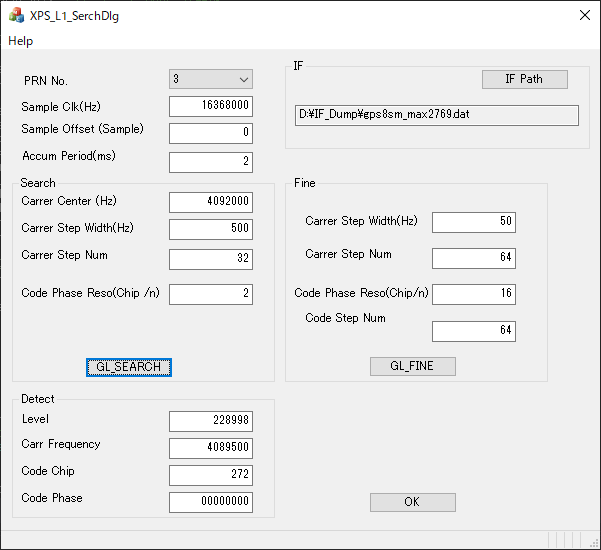 XPS_L1_SerchDlg
Help
PRN No.
3
Sample Clk(Hz)
16368000
Sample Offset (Sample)
0
Accum Period(ms)
2
IF
IF Path
D:¥IF_Dump¥gps8sm_max2769.dat
Search
Carrer Center (Hz)
4092000
Carrer Step Width(Hz)
500
Carrer Step Num
32
Code Phase Reso(Chip /n)
2
GL_SEARCH
Fine
Carrer Step Width(Hz)
50
Carrer Step Num
64
Code Phase Reso(Chip/n)
16
Code Step Num
64
GL_FINE
Detect
Level
228998
Carr Frequency
4089500
Code Chip
272
Code Phase
00000000
OK